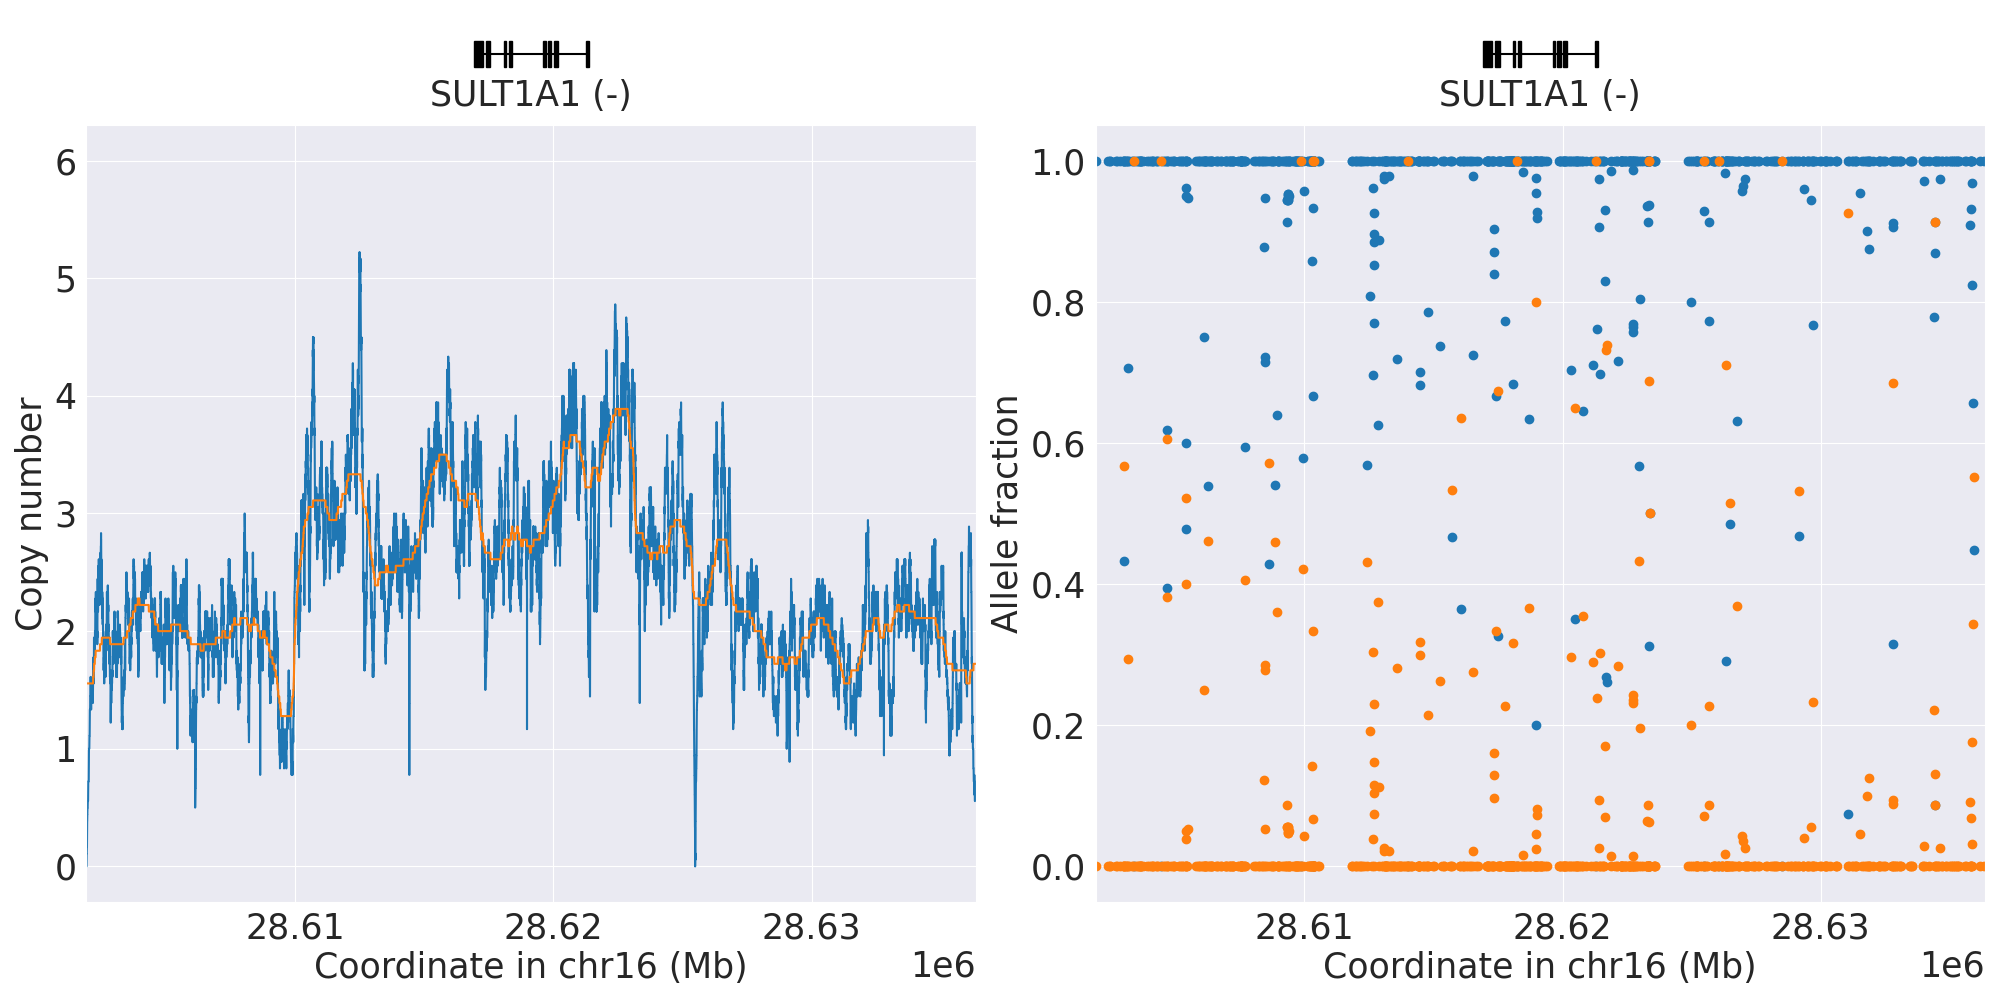 SULT1A1 (-)
SULT1A1 (-)
Copy number
6
5
4
3
2
1
0
28.61
28.62
28.63
Coordinate in chr16 (Mb)
1e6
Allele fraction
1.0
0.8
0.6
0.4
0.2
0.0
28.61
28.62
28.63
Coordinate in chr16 (Mb)
1e6